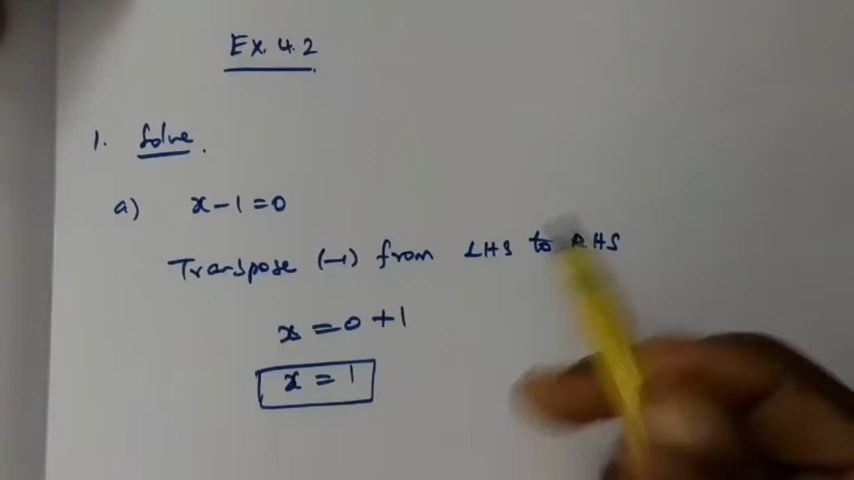 Ex. 4.2
1. Solve.
a) x-1=0
Transpose (-1) from LHS to RHS
x = 0 +1
x = 1